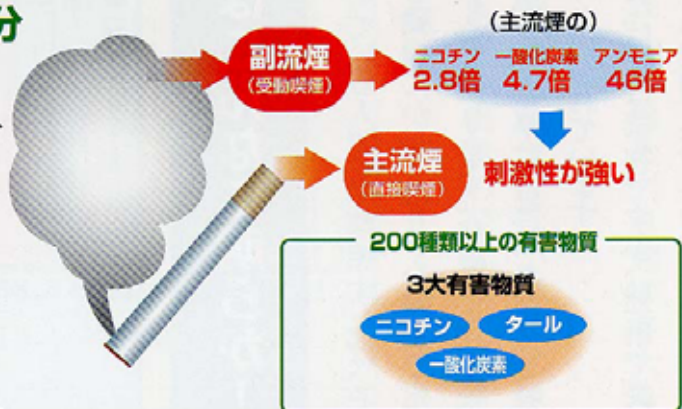 分
(主流煙の)
副流煙
(受動喫煙)
ニコチン 一酸化炭素 アンモニア
2.8倍 4.7倍 46倍
主流煙
(直接喫煙)
刺激性が強い
200種類以上の有害物質
3大有害物質
ニコチン タール
一酸化炭素